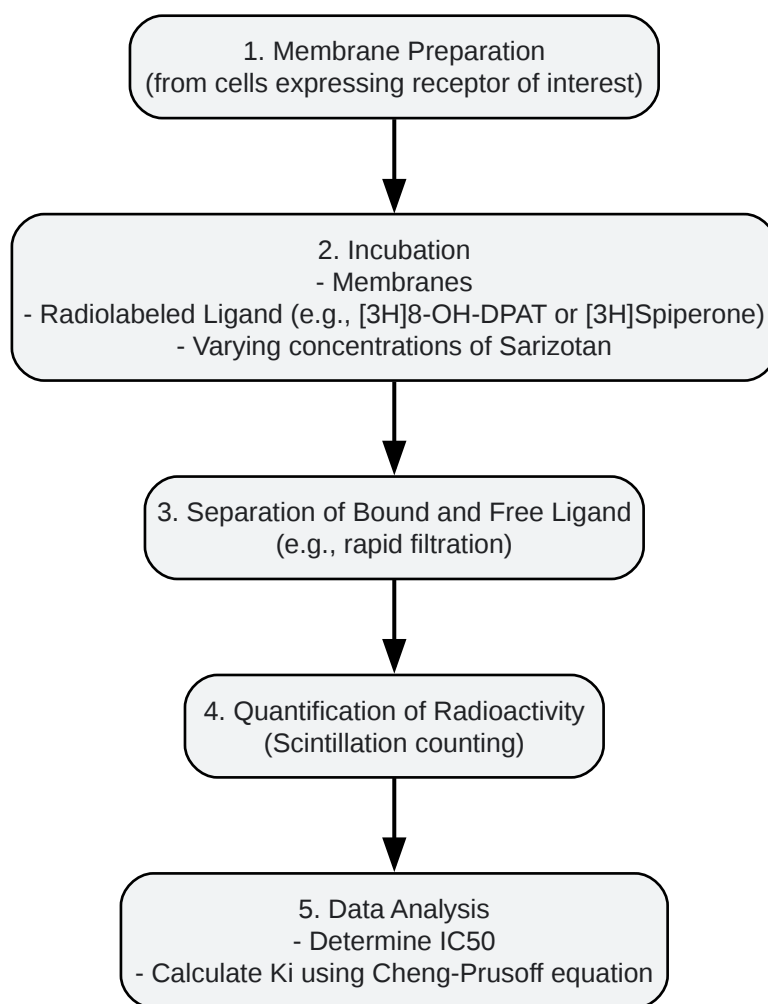 1. Membrane Preparation
(from cells expressing receptor of interest)
2. Incubation
- Membranes
- Radiolabeled Ligand (e.g., [3H]8-OH-DPAT or [3H]Spiperone)
- Varying concentrations of Sarizotan
3. Separation of Bound and Free Ligand
(e.g., rapid filtration)
4. Quantification of Radioactivity
(Scintillation counting)
5. Data Analysis
- Determine IC50
- Calculate Ki using Cheng-Prusoff equation